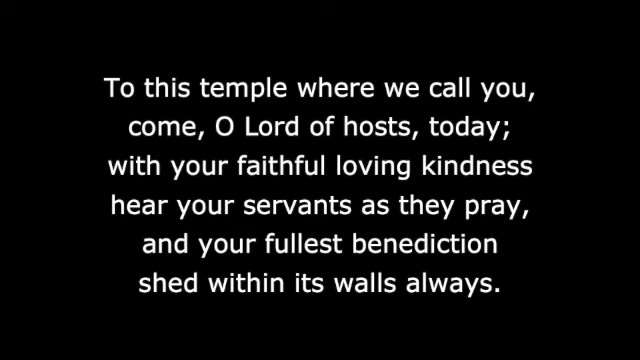 To this temple where we call you,
come, O Lord of hosts, today;
with your faithful loving kindness
hear your servants as they pray,
and your fullest benediction
shed within its walls always.